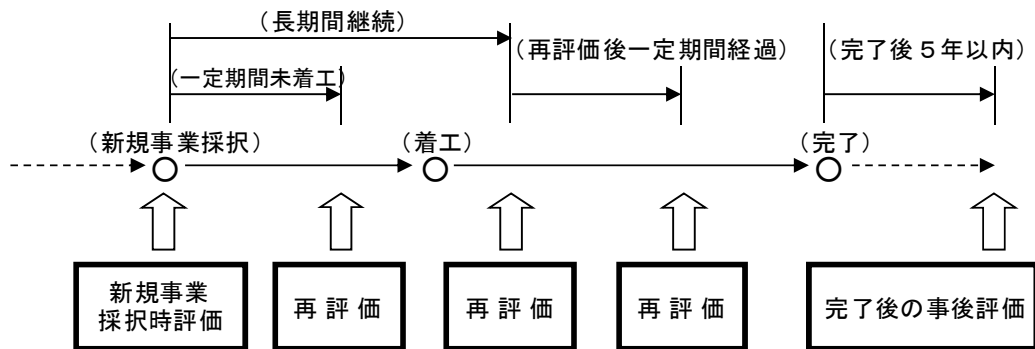 （長期間継続）
（再評価後一定期間経過）
（完了後５年以内）
（一定期間未着工）
（新規事業採択）
（着工）
（完了）
新規事業
採択時評価
再 評 価
再 評 価
再 評 価
完了後の事後評価